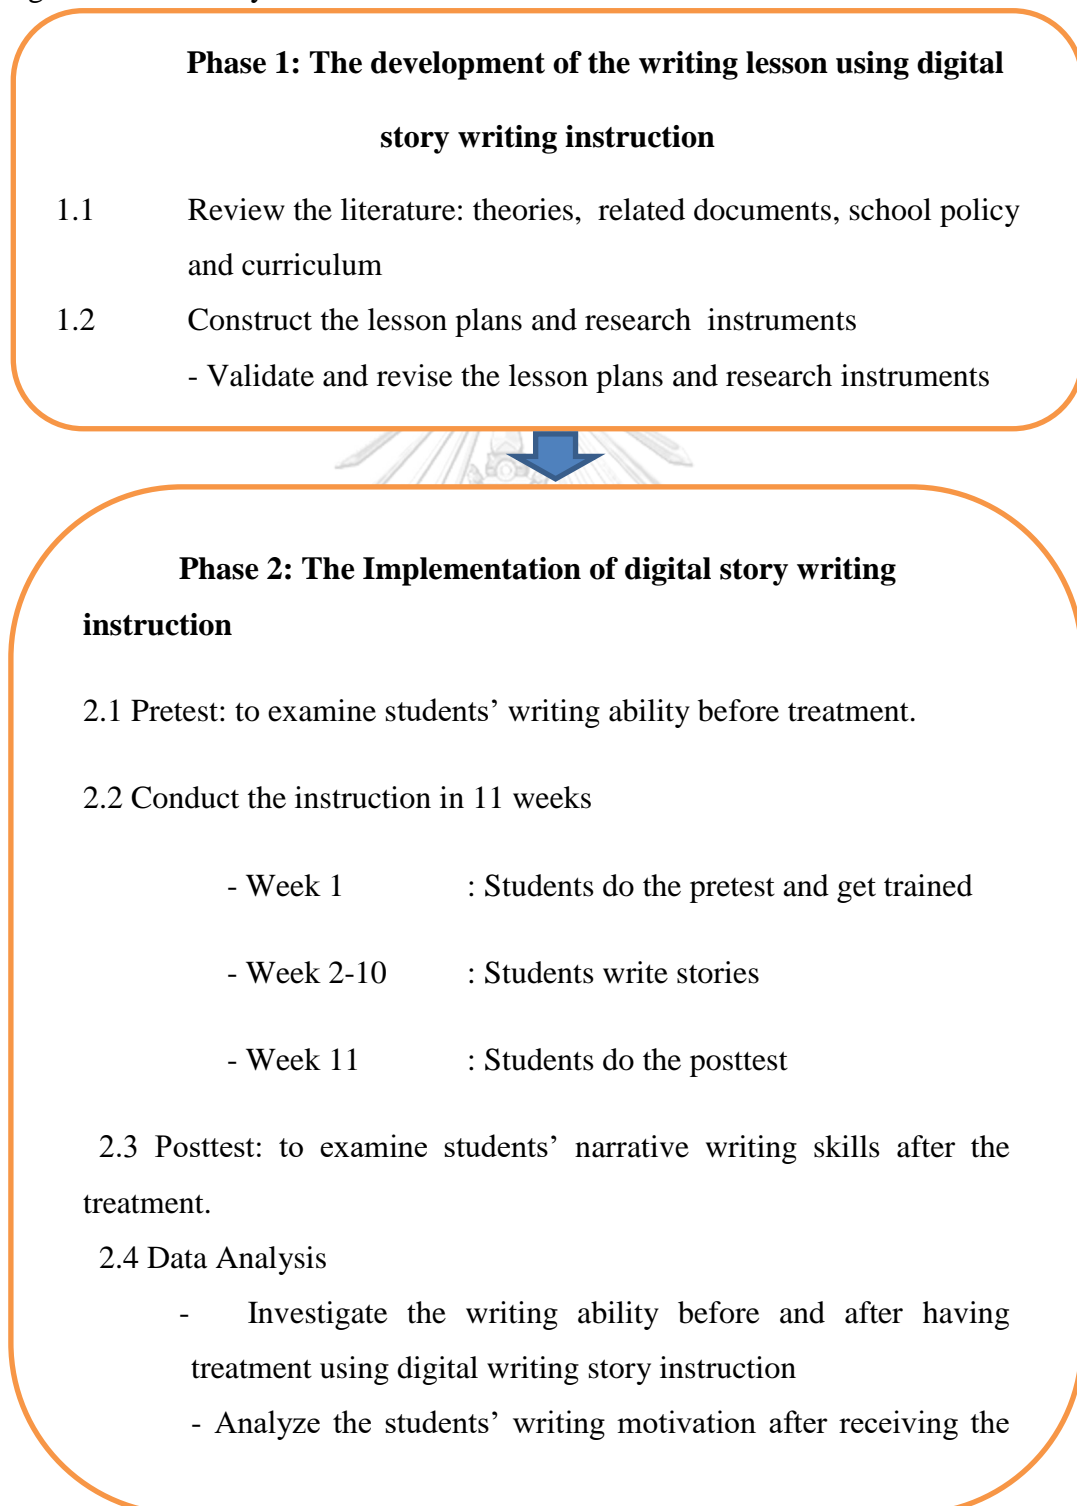 Phase 1: The development of the writing lesson using digital
story writing instruction
1.1 Review the literature: theories, related documents, school policy
and curriculum
1.2 Construct the lesson plans and research instruments
- Validate and revise the lesson plans and research instruments
Phase 2: The Implementation of digital story writing
instruction
2.1 Pretest: to examine students’ writing ability before treatment.
2.2 Conduct the instruction in 11 weeks
- Week 1 : Students do the pretest and get trained
- Week 2-10 : Students write stories
- Week 11 : Students do the posttest
2.3 Posttest: to examine students’ narrative writing skills after the
treatment.
2.4 Data Analysis
- Investigate the writing ability before and after having
treatment using digital writing story instruction
- Analyze the students’ writing motivation after receiving the